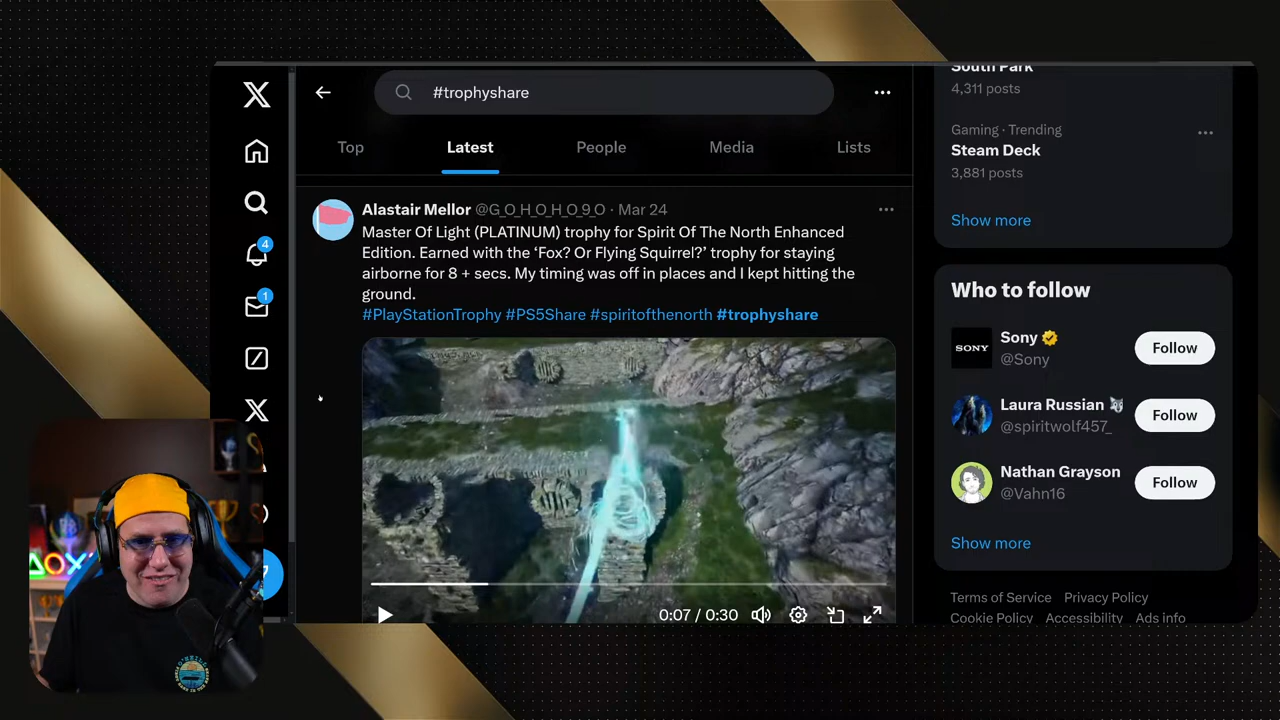 #trophyshare
Top
Latest
People
Media
Lists
4
1
Alastair Mellor @G_O_H_O_H_O_9_O · Mar 24
Master Of Light (PLATINUM) trophy for Spirit Of The North Enhanced
Edition. Earned with the ‘Fox? Or Flying Squirrel?’ trophy for staying
airborne for 8 + secs. My timing was off in places and I kept hitting the
ground.
#PlayStationTrophy #PS5Share #spiritofthenorth #trophyshare
0:07 / 0:30
South Park
4,311 posts
Gaming · Trending
Steam Deck
3,881 posts
Show more
Who to follow
SONY
Sony
@Sony
Follow
Laura Russian
@spiritwolf457_
Follow
Nathan Grayson
@Vahn16
Follow
Show more
Terms of Service Privacy Policy
Cookie Policy Accessibility Ads info